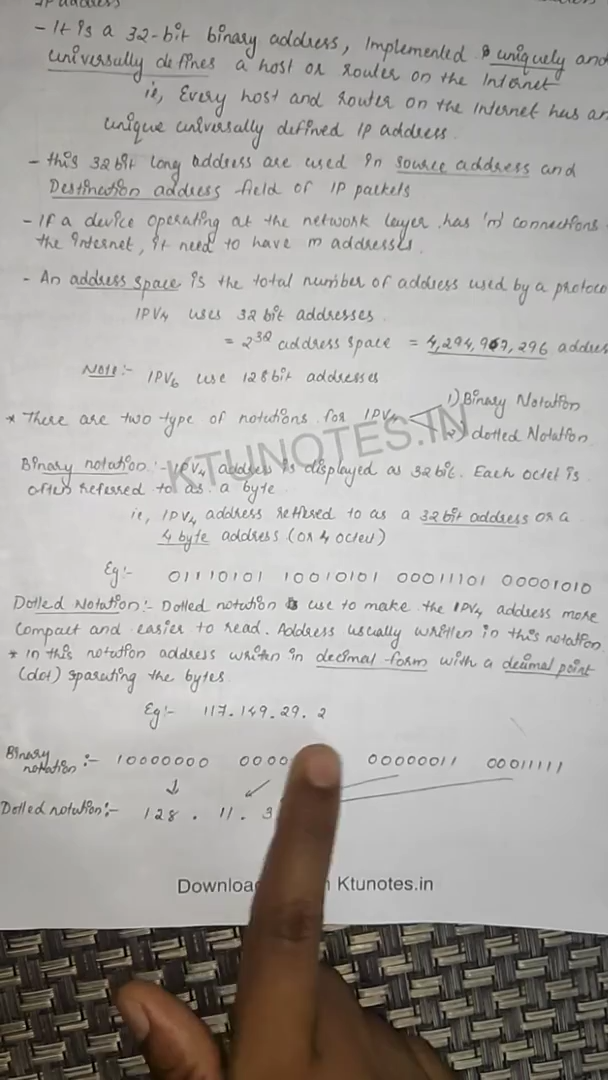 - It is a 32-bit binary address, Implemented uniquely and
universally defines a host or router on the Internet
ie, Every host and router on the internet has an
unique universally defined IP address.
- this 32 bit long address are used in source address and
Destination address field of IP packets
- If a device operating at the network layer has 'm' connections
the internet, it need to have m addresses.
- An address space is the total number of address used by a protoco
IPV4 uses 32 bit addresses.
= 2^32 address space = 4,294,967,296 addres
Note:- IPV6 use 128 bit addresses
* There are two type of notations for IPV4
1) Binary Notation
2) dotted Notation
KTUNOTES.IN
Binary notation :- IPV4 address is displayed as 32 bit. Each octet is
often referred to as a byte
ie, IPV4 address reffered to as a 32 bit address or a
4 byte address (or 4 octed)
Eg:- 01110101 10010101 00011101 00001010
Dotted Notation:- Dotted notation is use to make the IPV4 address more
compact and easier to read. Address usually written in this notation.
* in this notation address written in decimal form with a decimal point
(dot) sparating the bytes
Eg:- 117.149.29.2
Binary notation :- 10000000 0000 00000011 00011111
Dotted notation:- 128 . 11 . 3
Downloa Ktunotes.in